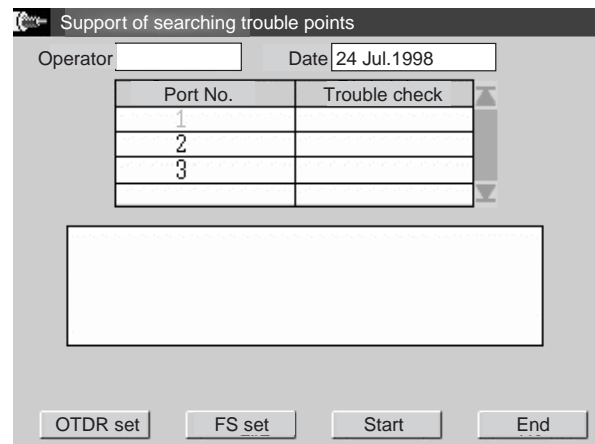 Support of searching trouble points
Operator Date 24 Jul.1998
Port No. Trouble check
1
2
3
OTDR set FS set Start End